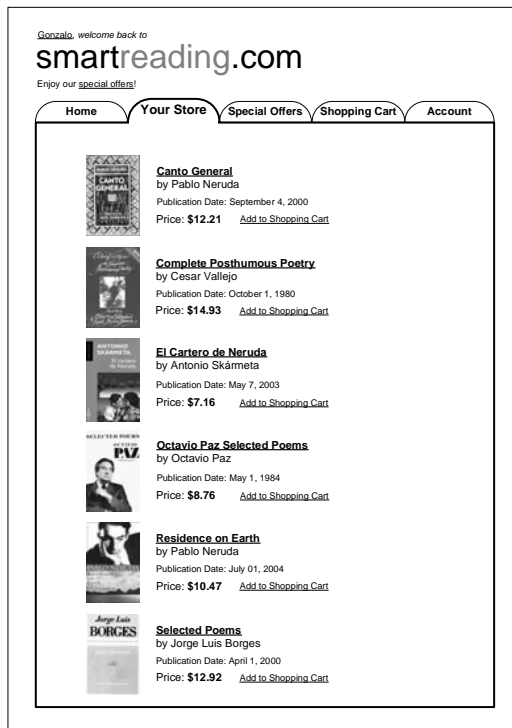 Gonzalo, welcome back to
smartreading.com
Enjoy our special offers!
Home Your Store Special Offers Shopping Cart Account
CANTO
GENERAL
Canto General
by Pablo Neruda
Publication Date: September 4, 2000
Price: $12.21 Add to Shopping Cart
Complete Posthumous Poetry
by Cesar Vallejo
Publication Date: October 1, 1980
Price: $14.93 Add to Shopping Cart
ANTONIO
SKÁRMETA
El cartero
de Neruda
El Cartero de Neruda
by Antonio Skármeta
Publication Date: May 7, 2003
Price: $7.16 Add to Shopping Cart
SELECTED POEMS
OCTAVIO
PAZ
Octavio Paz Selected Poems
by Octavio Paz
Publication Date: May 1, 1984
Price: $8.76 Add to Shopping Cart
Residence on Earth
by Pablo Neruda
Publication Date: July 01, 2004
Price: $10.47 Add to Shopping Cart
Jorge Luis
BORGES
Selected Poems
by Jorge Luis Borges
Publication Date: April 1, 2000
Price: $12.92 Add to Shopping Cart